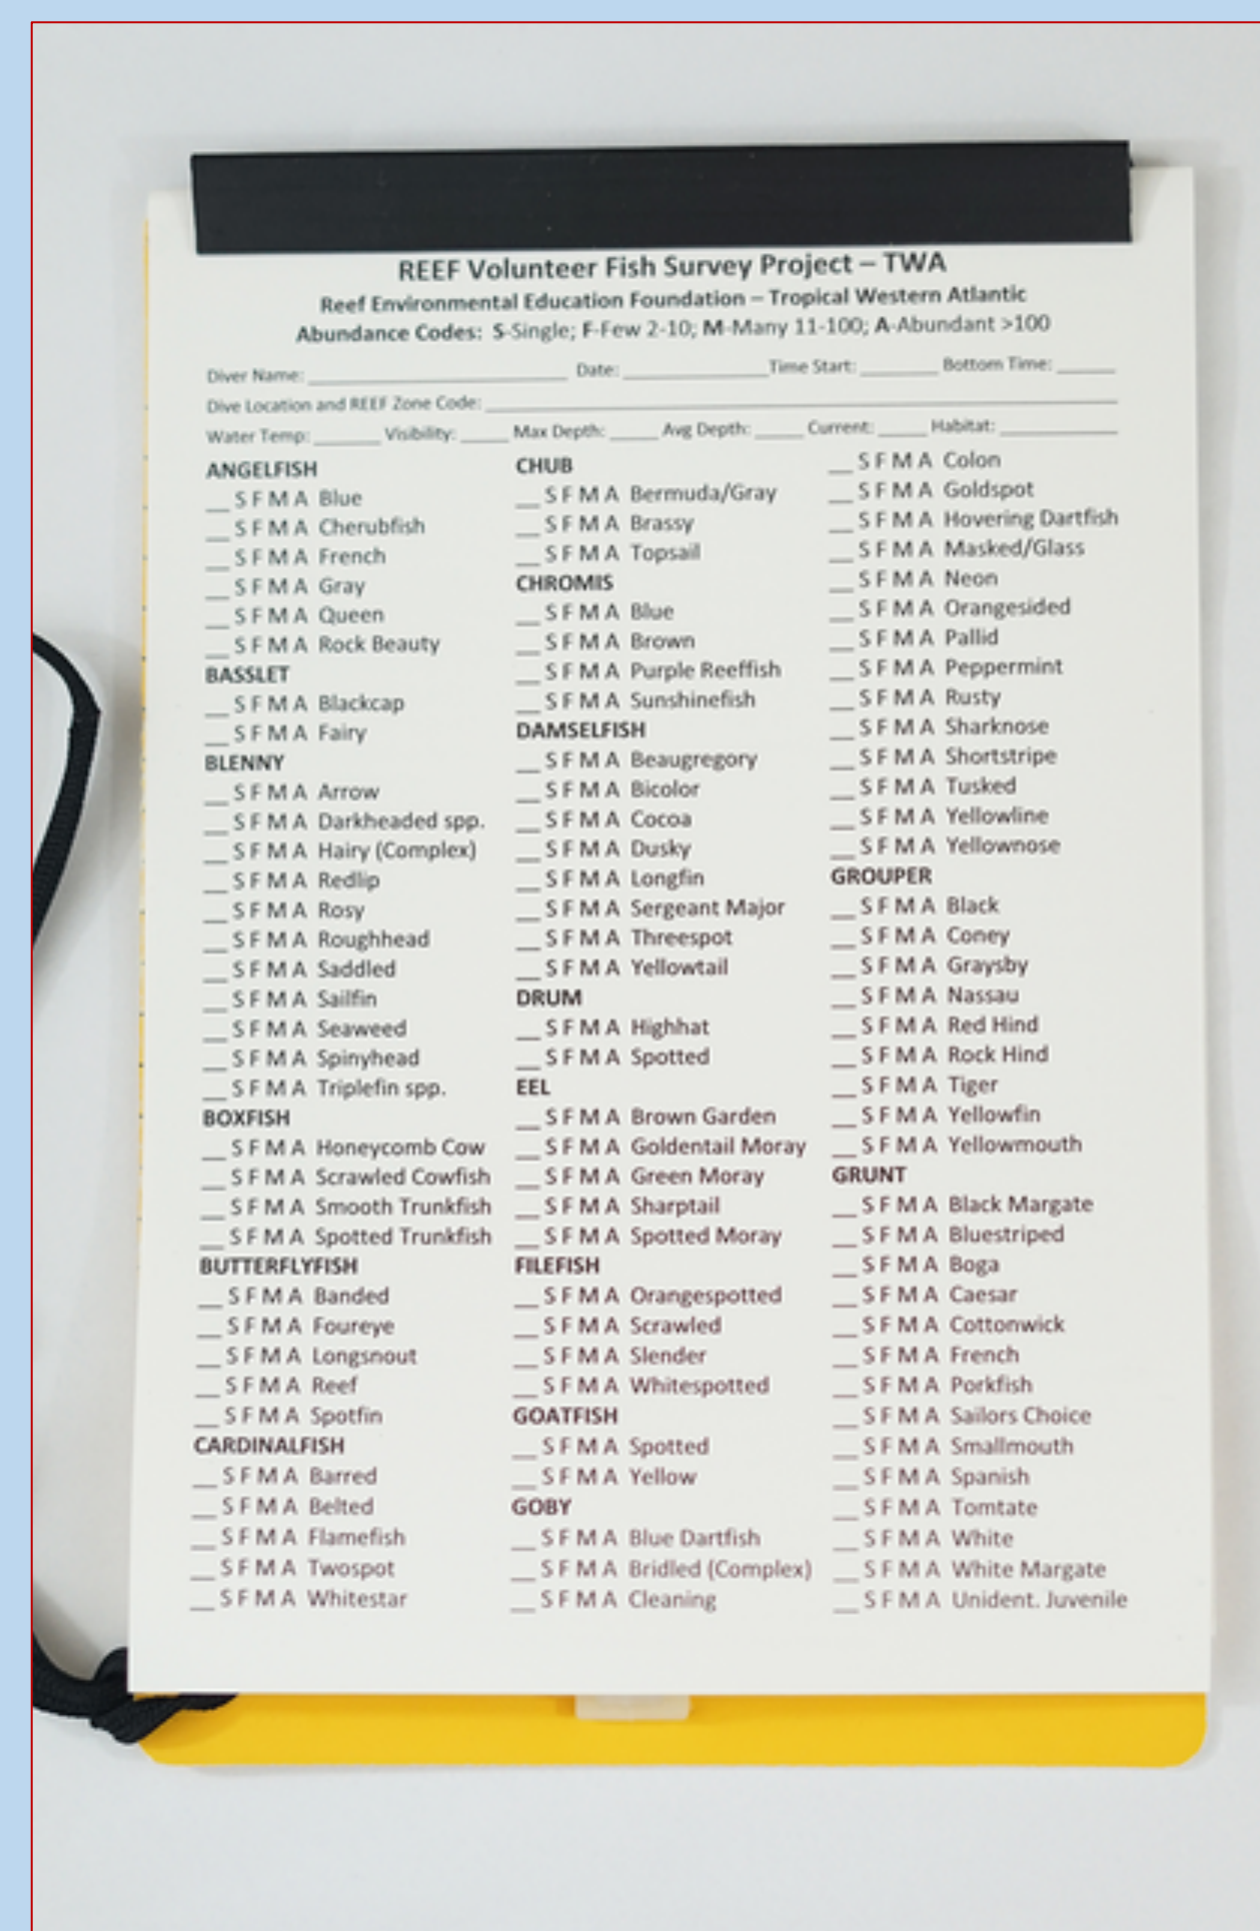 REEF Volunteer Fish Survey Project – TWA
Reef Environmental Education Foundation – Tropical Western Atlantic
Abundance Codes: S-Single; F-Few 2-10; M-Many 11-100; A-Abundant >100
Diver Name: ____ Date: ____ Time Start: ____ Bottom Time: ____
Dive Location and REEF Zone Code: ____
Water Temp: ____ Visibility: ____ Max Depth: ____ Avg Depth: ____ Current: ____ Habitat: ____
ANGELFISH
__ S F M A Blue
__ S F M A Cherubfish
__ S F M A French
__ S F M A Gray
__ S F M A Queen
__ S F M A Rock Beauty
BASSLET
__ S F M A Blackcap
__ S F M A Fairy
BLENNY
__ S F M A Arrow
__ S F M A Darkheaded spp.
__ S F M A Hairy (Complex)
__ S F M A Redlip
__ S F M A Rosy
__ S F M A Roughhead
__ S F M A Saddled
__ S F M A Sailfin
__ S F M A Seaweed
__ S F M A Spinyhead
__ S F M A Triplefin spp.
BOXFISH
__ S F M A Honeycomb Cow
__ S F M A Scrawled Cowfish
__ S F M A Smooth Trunkfish
__ S F M A Spotted Trunkfish
BUTTERFLYFISH
__ S F M A Banded
__ S F M A Foureye
__ S F M A Longsnout
__ S F M A Reef
__ S F M A Spotfin
CARDINALFISH
__ S F M A Barred
__ S F M A Belted
__ S F M A Flamefish
__ S F M A Twospot
__ S F M A Whitestar
CHUB
__ S F M A Bermuda/Gray
__ S F M A Brassy
__ S F M A Topsail
CHROMIS
__ S F M A Blue
__ S F M A Brown
__ S F M A Purple Reeffish
__ S F M A Sunshinefish
DAMSELFISH
__ S F M A Beaugregory
__ S F M A Bicolor
__ S F M A Cocoa
__ S F M A Dusky
__ S F M A Longfin
__ S F M A Sergeant Major
__ S F M A Threespot
__ S F M A Yellowtail
DRUM
__ S F M A Highhat
__ S F M A Spotted
EEL
__ S F M A Brown Garden
__ S F M A Goldentail Moray
__ S F M A Green Moray
__ S F M A Sharptail
__ S F M A Spotted Moray
FILEFISH
__ S F M A Orangespotted
__ S F M A Scrawled
__ S F M A Slender
__ S F M A Whitespotted
GOATFISH
__ S F M A Spotted
__ S F M A Yellow
GOBY
__ S F M A Blue Dartfish
__ S F M A Bridled (Complex)
__ S F M A Cleaning
__ S F M A Colon
__ S F M A Goldspot
__ S F M A Hovering Dartfish
__ S F M A Masked/Glass
__ S F M A Neon
__ S F M A Orangesided
__ S F M A Pallid
__ S F M A Peppermint
__ S F M A Rusty
__ S F M A Sharknose
__ S F M A Shortstripe
__ S F M A Tusked
__ S F M A Yellowline
__ S F M A Yellownose
GROUPER
__ S F M A Black
__ S F M A Coney
__ S F M A Graysby
__ S F M A Nassau
__ S F M A Red Hind
__ S F M A Rock Hind
__ S F M A Tiger
__ S F M A Yellowfin
__ S F M A Yellowmouth
GRUNT
__ S F M A Black Margate
__ S F M A Bluestriped
__ S F M A Boga
__ S F M A Caesar
__ S F M A Cottonwick
__ S F M A French
__ S F M A Porkfish
__ S F M A Sailors Choice
__ S F M A Smallmouth
__ S F M A Spanish
__ S F M A Tomtate
__ S F M A White
__ S F M A White Margate
__ S F M A Unident. Juvenile